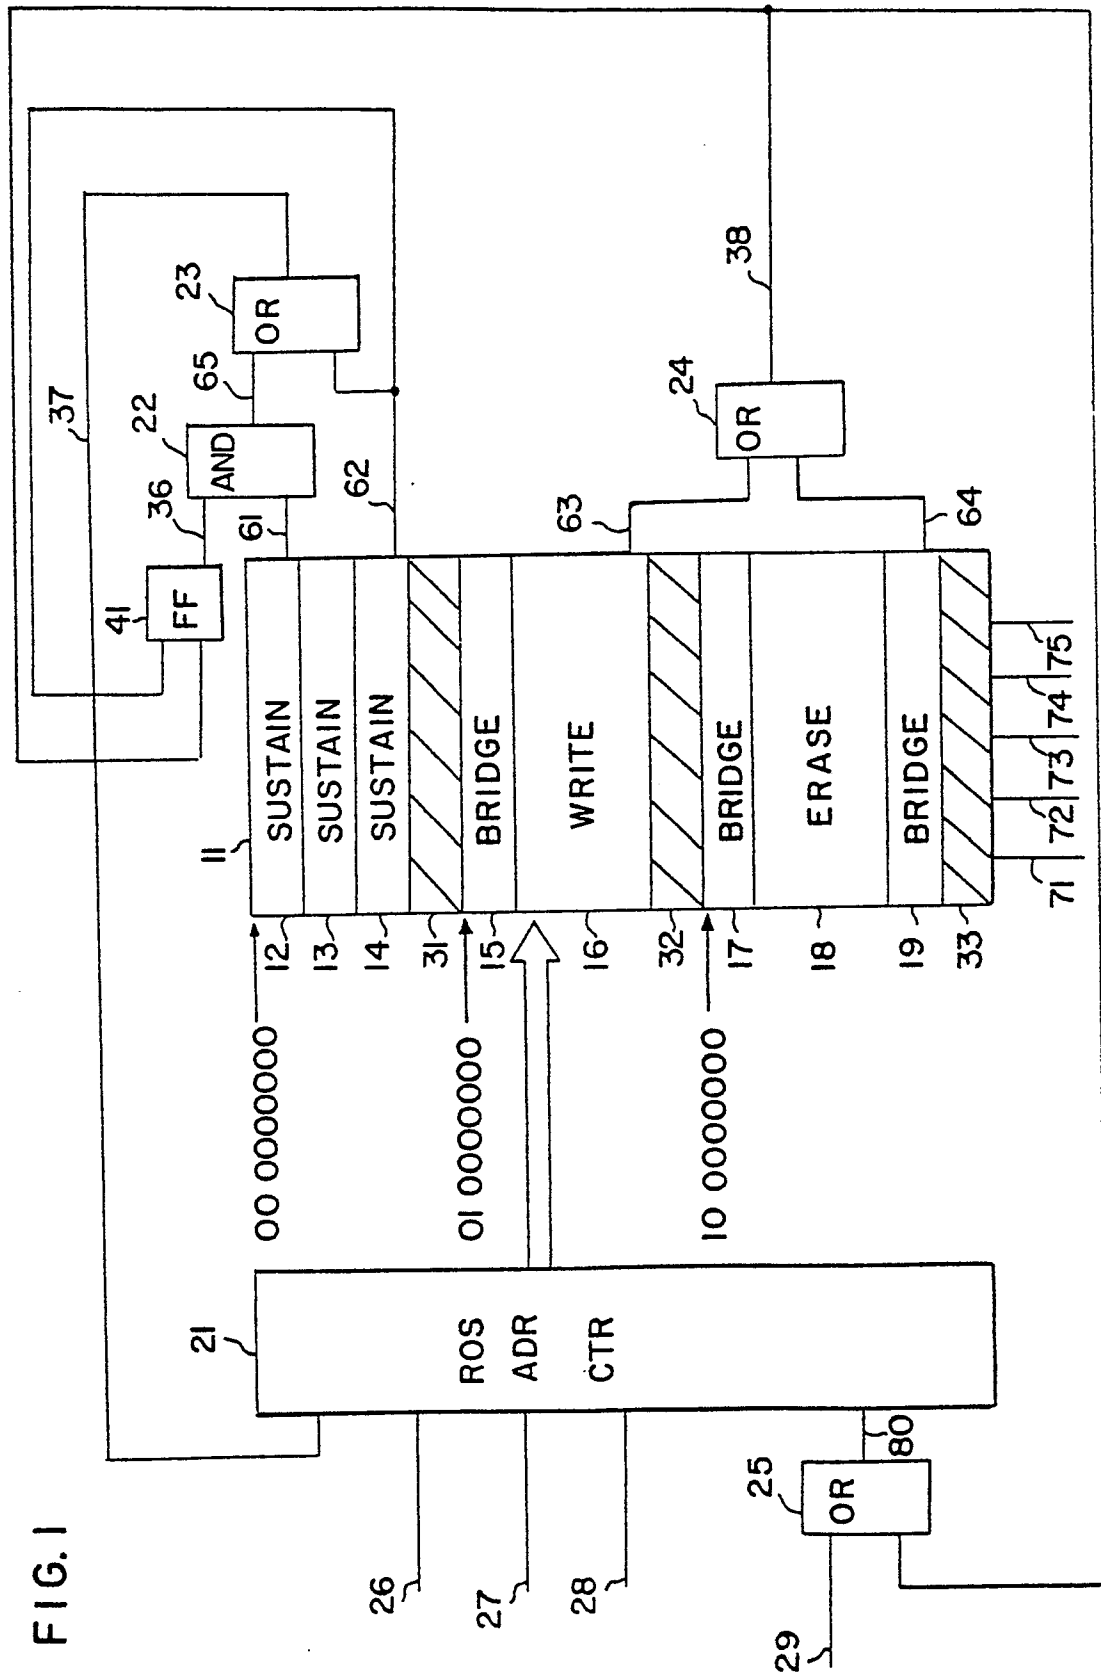 FIG. 1
21
ROS
ADR
CTR
26
27
28
29
25
OR
80
00 0000000
01 0000000
10 0000000
11
12
SUSTAIN
13
SUSTAIN
14
SUSTAIN
31
15
BRIDGE
16
WRITE
32
17
BRIDGE
18
ERASE
19
BRIDGE
33
71
72
73
74
75
41
FF
36
61
62
22
AND
65
23
OR
37
63
64
24
OR
38